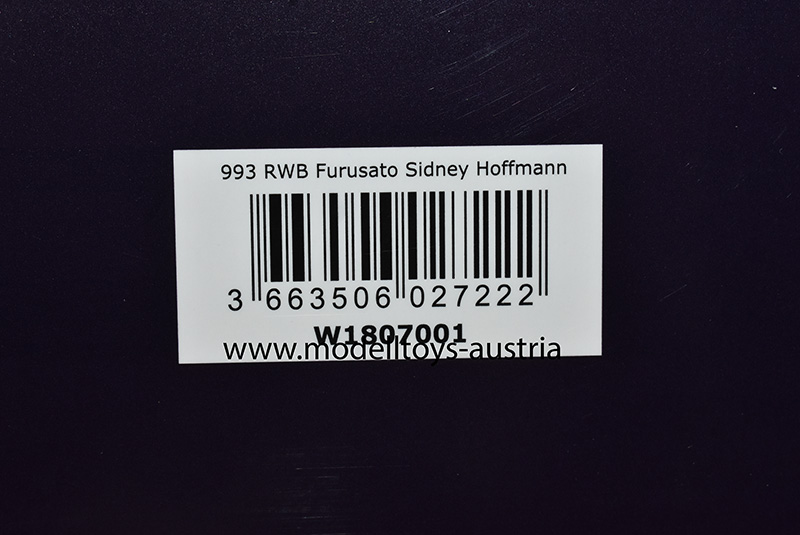 993 RWB Furusato Sidney Hoffmann
3 663506 027222
W1807001
www.modelltoys-austria